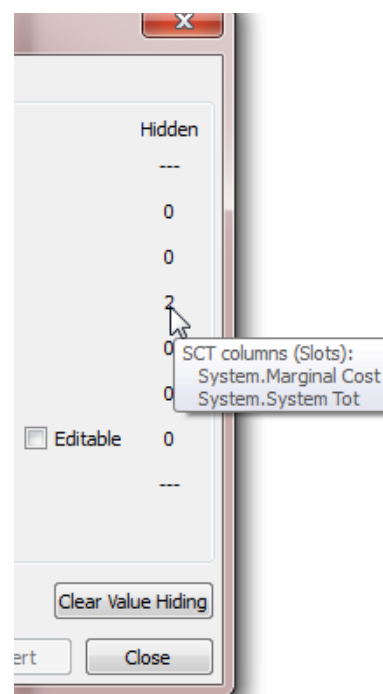 Hidden
---
0
0
2
0
SCT columns (Slots):
System.Marginal Cost
0
System.System Tot
Editable 0
---
Clear Value Hiding
ert Close